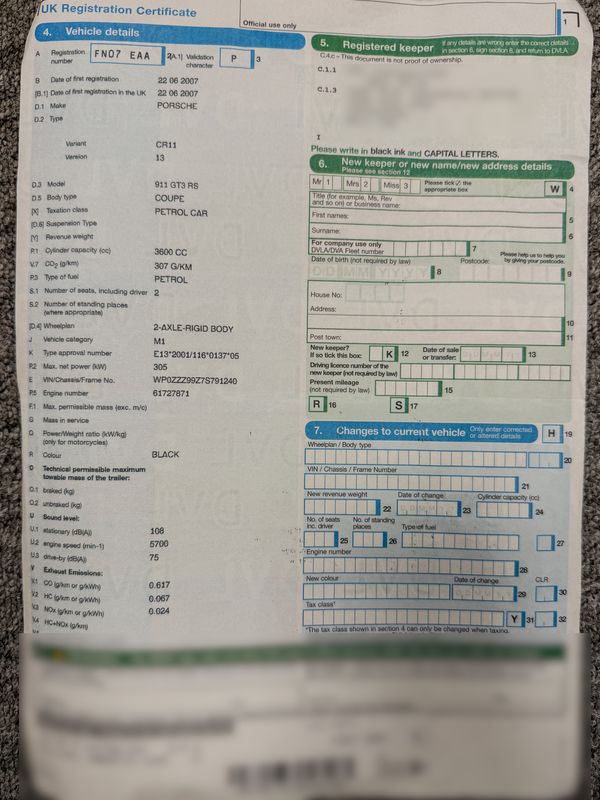 UK Registration Certificate
Official use only
1
4. Vehicle details
A Registration number FN07 EAA 2[A.1] Validation character P 3
B Date of first registration 22 06 2007
[B.1] Date of first registration in the UK 22 06 2007
D.1 Make PORSCHE
D.2 Type
Variant CR11
Version 13
D.3 Model 911 GT3 RS
D.5 Body type COUPE
[X] Taxation class PETROL CAR
[D.6] Suspension Type
[Y] Revenue weight
P.1 Cylinder capacity (cc) 3600 CC
V.7 CO2 (g/km) 307 G/KM
P.3 Type of fuel PETROL
S.1 Number of seats, including driver 2
S.2 Number of standing places
(where appropriate)
[D.4] Wheelplan 2-AXLE-RIGID BODY
J Vehicle category M1
K Type approval number E13*2001/116*0137*05
P.2 Max. net power (kW) 305
E VIN/Chassis/Frame No. WP0ZZZ99Z7S791240
P.5 Engine number 61727871
F.1 Max. permissible mass (exc. m/c)
G Mass in service
Q Power/Weight ratio (kW/kg)
(only for motorcycles)
R Colour BLACK
O Technical permissible maximum
towable mass of the trailer:
O.1 braked (kg)
O.2 unbraked (kg)
U Sound level:
U.1 stationary (dB(A)) 108
U.2 engine speed (min-1) 5700
U.3 drive-by (dB(A)) 75
V Exhaust Emissions:
V.1 CO (g/km or g/kWh) 0.617
V.2 HC (g/km or g/kWh) 0.067
V.3 NOx (g/km or g/kWh) 0.024
V.4 HC+NOx (g/km)
5. Registered keeper
If any details are wrong enter the correct details
in section 6, sign section 8, and return to DVLA
C.4.c – This document is not proof of ownership.
C.1.1
C.1.3
Please write in black ink and CAPITAL LETTERS.
6. New keeper or new name/new address details
Please see section 12
Mr 1 Mrs 2 Miss 3 Please tick ✓ the
appropriate box W 4
Title (for example, Ms, Rev
and so on) or business name:
First names: 5
Surname: 6
For company use only
DVLA/DVA Fleet number 7
Please help us to help you
by giving your postcode.
Date of birth (not required by law) 8 Postcode: 9
House No:
Address:
10
Post town: 11
New keeper?
If so tick this box: K 12 Date of sale
or transfer: 13
Driving licence number of the
new keeper (not required by law) 14
Present mileage
(not required by law) 15
R 16 S 17
7. Changes to current vehicle Only enter corrected
or altered details H 19
Wheelplan / Body type
20
VIN / Chassis / Frame Number
21
New revenue weight Date of change Cylinder capacity (cc)
22 23 24
No. of seats
inc. driver No. of standing
places Type of fuel
25 26 27
Engine number
28
New colour Date of change CLR
29 30
Tax class*
Y 31 32
*The tax class shown in section 4 can only be changed when taxing.